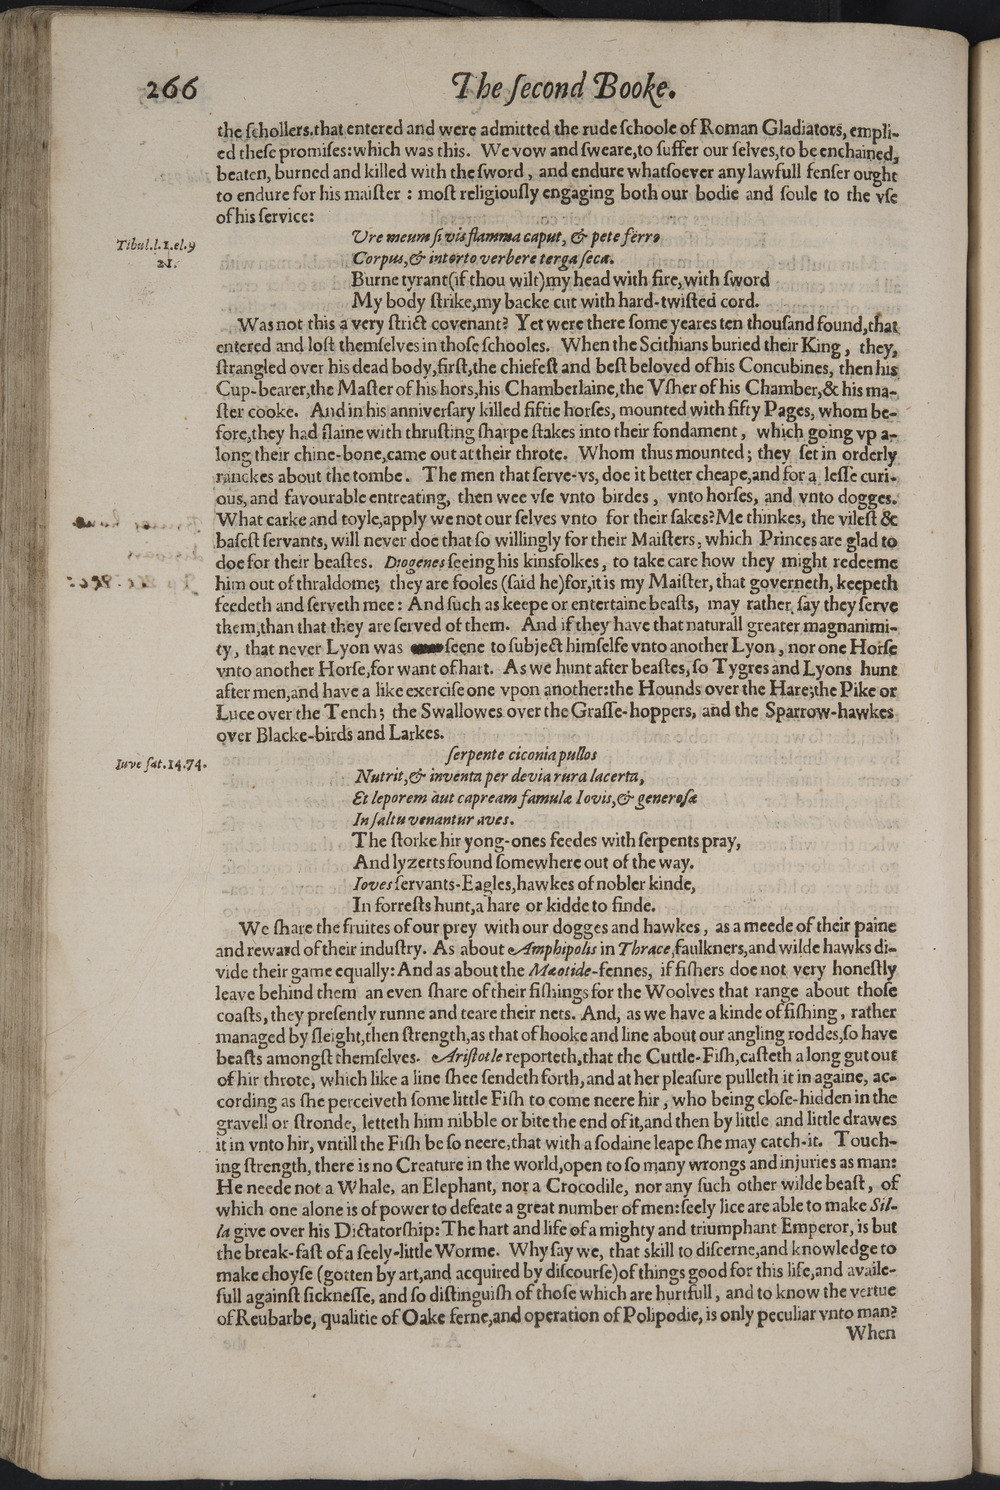 266 The ſecond Booke.
the ſchollers.that entered and were admitted the rude ſchoole of Roman Gladiators, empli-
ed theſe promiſes: which was this. We vow and ſweare,to ſuffer our ſelves,to be enchained,
beaten, burned and killed with the ſword , and endure whatſoever any lawfull fenſer ought
to endure for his maiſter : moſt religiouſly engaging both our bodie and ſoule to the vſe
of his ſervice:
Tibul.l.1.el.9
21.
Vre meum ſi vis flamma caput, & pete ferro
Corpus,& intorto verbere terga ſeca.
Burne tyrant(if thou wilt)my head with fire,with ſword
My body ſtrike,my backe cut with hard-twiſted cord.
Was not this a very ſtrict covenant? Yet were there ſome yeares ten thouſand found,that
entered and loſt themſelves in thoſe ſchooles. When the Scithians buried their King , they,
ſtrangled over his dead body,firſt,the chiefeſt and beſt beloved of his Concubines, then his
Cup-bearer,the Maſter of his hors,his Chamberlaine,the Vſher of his Chamber,& his ma-
ſter cooke. And in his anniverſary killed fiftie horſes, mounted with fifty Pages, whom be-
fore,they had ſlaine with thruſting ſharpe ſtakes into their fondament , which going vp a-
long their chine-bone,came out at their throte. Whom thus mounted ; they ſet in orderly
ranckes about the tombe. The men that ſerve-vs, doe it better cheape,and for a leſſe curi-
ous, and favourable entreating, then wee vſe vnto birdes , vnto horſes, and vnto dogges.
What carke and toyle,apply we not our ſelves vnto for their ſakes? Me thinkes, the vileſt &
baſeſt ſervants, will never doe that ſo willingly for their Maiſters, which Princes are glad to
doe for their beaſtes. Diogenes ſeeing his kinsfolkes, to take care how they might redeeme
him out of thraldome; they are fooles (ſaid he)for,it is my Maiſter, that governeth, keepeth
feedeth and ſerveth mee : And ſuch as keepe or entertaine beaſts, may rather ſay they ſerve
them,than that they are ſerved of them. And if they have that naturall greater magnanimi-
ty, that never Lyon was ſeene to ſubject himſelfe vnto another Lyon , nor one Horſe
vnto another Horſe,for want of hart. As we hunt after beaſtes, ſo Tygres and Lyons hunt
after men,and have a like exerciſe one vpon another:the Hounds over the Hare;the Pike or
Luce over the Tench; the Swallowes over the Graſſe-hoppers, and the Sparrow-hawkes
over Blacke-birds and Larkes.
Iuve ſat.14.74.
ſerpente ciconia pullos
Nutrit,& inventa per devia rura lacerta,
Et leporem aut capream famulæ Iovis,& generoſæ
In ſaltu venantur aves.
The ſtorke hir yong-ones feedes with ſerpents pray,
And lyzerts found ſomewhere out of the way.
Ioves ſervants-Eagles,hawkes of nobler kinde,
In forreſts hunt,a hare or kidde to finde.
We ſhare the fruites of our prey with our dogges and hawkes , as a meede of their paine
and reward of their induſtry. As about Amphipolis in Thrace,faulkners,and wilde hawks di-
vide their game equally: And as about the Mæotide-fennes, if fiſhers doe not very honeſtly
leave behind them an even ſhare of their fiſhings for the Woolves that range about thoſe
coaſts, they preſently runne and teare their nets. And, as we have a kinde of fiſhing , rather
managed by ſleight,then ſtrength,as that of hooke and line about our angling roddes,ſo have
beaſts amongſt themſelves. Ariſtotle reporteth,that the Cuttle-Fiſh,caſteth a long gut out
of hir throte, which like a line ſhee ſendeth forth, and at her pleaſure pulleth it in againe, ac-
cording as ſhe perceiveth ſome little Fiſh to come neere hir , who being cloſe-hidden in the
gravell or ſtronde, letteth him nibble or bite the end of it,and then by little and little drawes
it in vnto hir, vntill the Fiſh be ſo neere,that with a ſodaine leape ſhe may catch-it. Touch-
ing ſtrength, there is no Creature in the world,open to ſo many wrongs and injuries as man:
He neede not a Whale, an Elephant, nor a Crocodile, nor any ſuch other wilde beaſt, of
which one alone is of power to defeate a great number of men:ſeely lice are able to make Sil-
la give over his Dictatorſhip: The hart and life of a mighty and triumphant Emperor, is but
the break-faſt of a ſeely-little Worme. Why ſay we, that skill to diſcerne,and knowledge to
make choyſe (gotten by art,and acquired by diſcourſe)of things good for this life,and availe-
full againſt ſickneſſe, and ſo diſtinguiſh of thoſe which are hurtfull , and to know the vertue
of Reubarbe, qualitie of Oake ferne,and operation of Polipodie, is only peculiar vnto man?
When